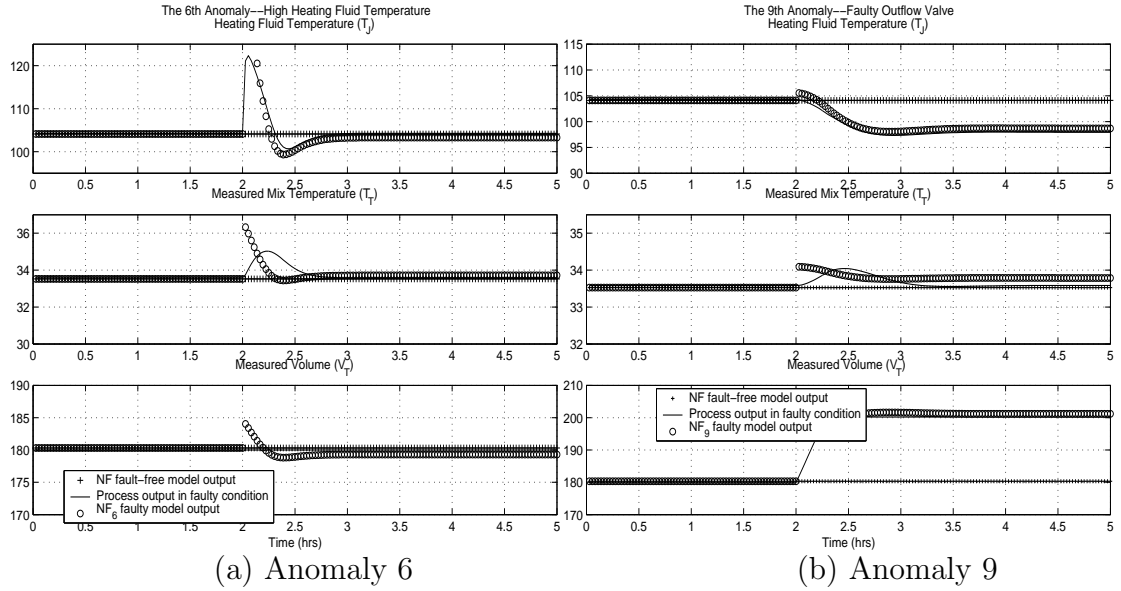 The 6th Anomaly--High Heating Fluid Temperature
Heating Fluid Temperature (T_J)
120
110
100
0 0.5 1 1.5 2 2.5 3 3.5 4 4.5 5
Measured Mix Temperature (T_T)
36
34
32
30
0 0.5 1 1.5 2 2.5 3 3.5 4 4.5 5
Measured Volume (V_T)
190
185
180
175
170
NF fault-free model output
Process output in faulty condition
NF_6 faulty model output
0 0.5 1 1.5 2 2.5 3 3.5 4 4.5 5
Time (hrs)
(a) Anomaly 6
The 9th Anomaly--Faulty Outflow Valve
Heating Fluid Temperature (T_J)
115
110
105
100
95
90
0 0.5 1 1.5 2 2.5 3 3.5 4 4.5 5
Measured Mix Temperature (T_T)
35
34
33
32
0 0.5 1 1.5 2 2.5 3 3.5 4 4.5 5
Measured Volume (V_T)
210
200
190
180
170
NF fault-free model output
Process output in faulty condition
NF_9 faulty model output
0 0.5 1 1.5 2 2.5 3 3.5 4 4.5 5
Time (hrs)
(b) Anomaly 9